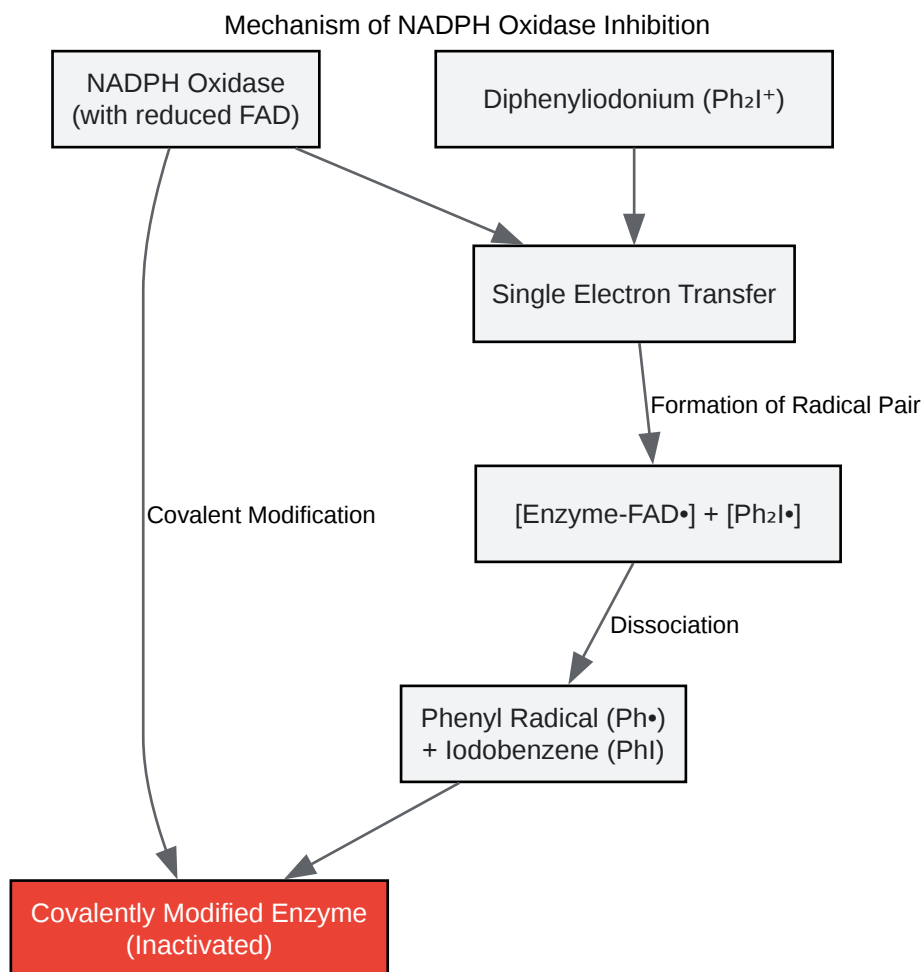 Mechanism of NADPH Oxidase Inhibition
NADPH Oxidase
(with reduced FAD)
Diphenyliodonium (Ph₂I⁺)
Single Electron Transfer
Formation of Radical Pair
[Enzyme-FAD•] + [Ph₂I•]
Covalent Modification
Dissociation
Phenyl Radical (Ph•)
+ Iodobenzene (PhI)
Covalently Modified Enzyme
(Inactivated)